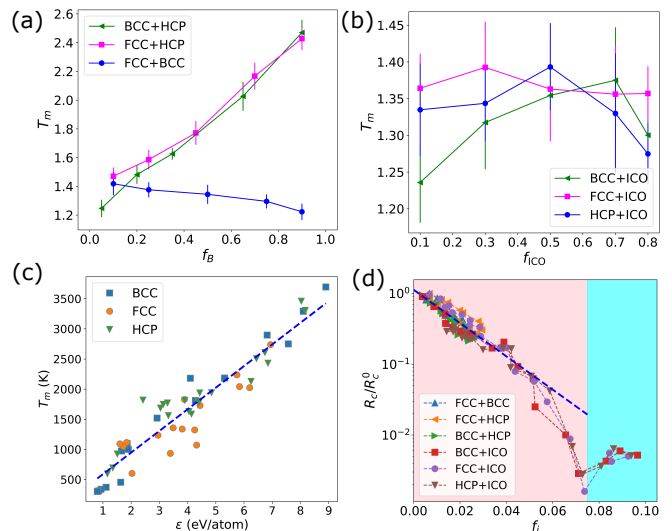 (a)
BCC+HCP
FCC+HCP
FCC+BCC
T_m
2.6
2.4
2.2
2.0
1.8
1.6
1.4
1.2
0.0 0.2 0.4 0.6 0.8 1.0
f_B
(b)
T_m
1.45
1.40
1.35
1.30
1.25
1.20
BCC+ICO
FCC+ICO
HCP+ICO
0.1 0.3 0.5 0.7 0.8
f_ICO
(c)
BCC
FCC
HCP
T_m (K)
3500
3000
2500
2000
1500
1000
500
1 2 3 4 5 6 7 8 9
ε (eV/atom)
(d)
R_c/R_c^0
10^0
10^-1
10^-2
FCC+BCC
FCC+HCP
BCC+HCP
BCC+ICO
FCC+ICO
HCP+ICO
0.00 0.02 0.04 0.06 0.08 0.10
f_i